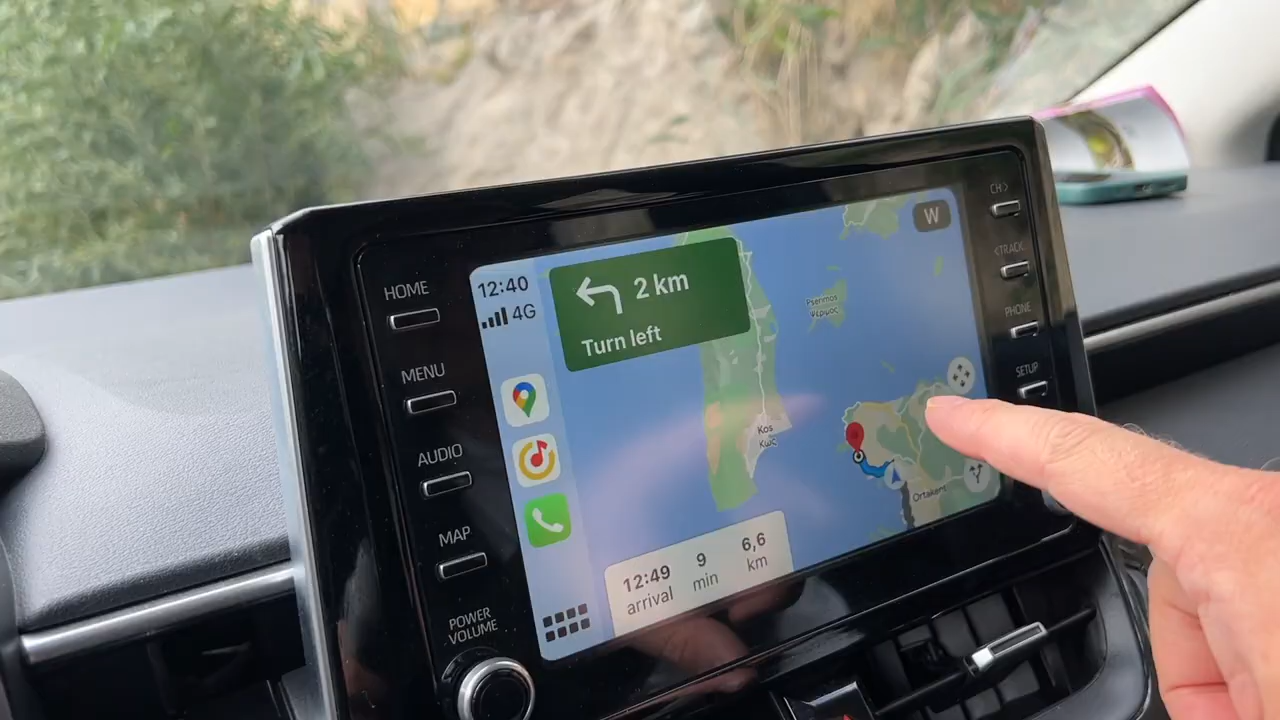 HOME
MENU
AUDIO
MAP
POWER
VOLUME
12:40
4G
2 km
Turn left
W
Pserimos
Ψέριμος
Kos
Κως
Ortakent
12:49
arrival
9
min
6,6
km
CH >
< TRACK
PHONE
SETUP